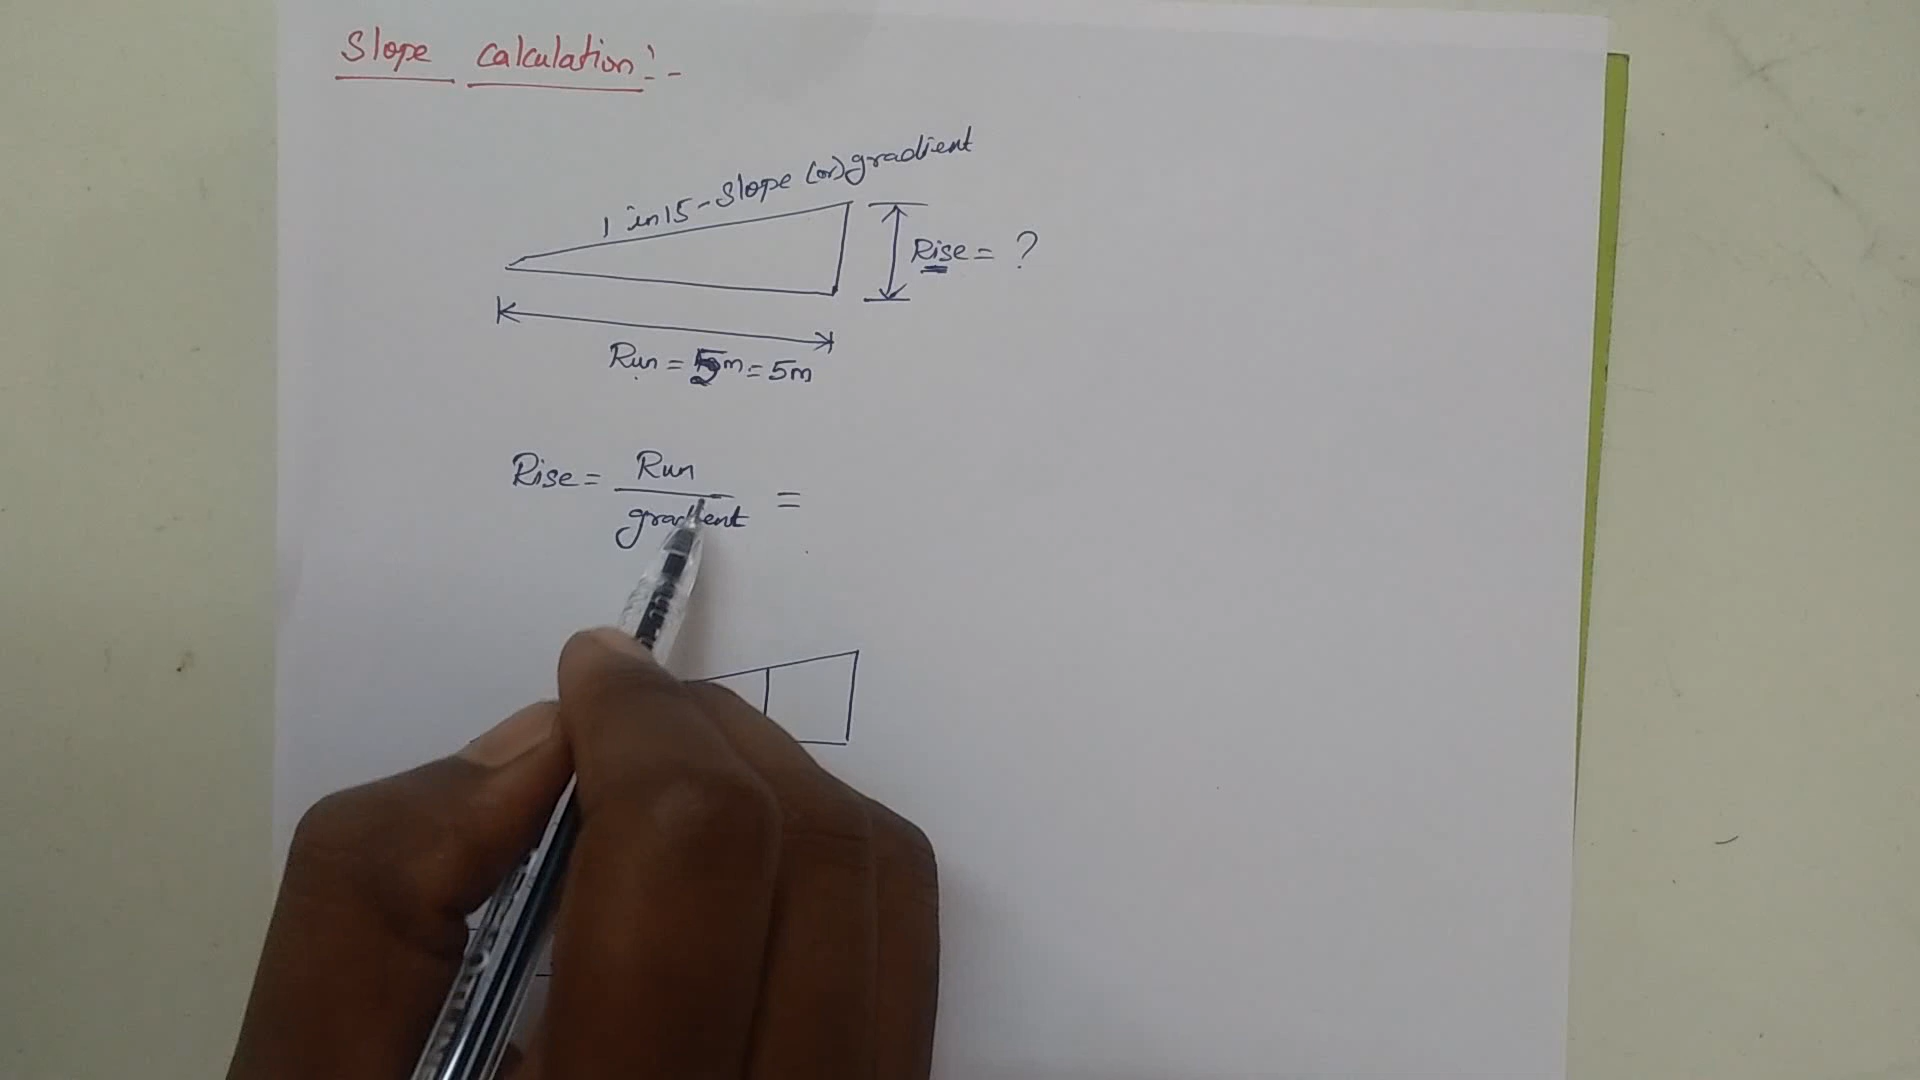 Slope calculation:-
1 in 15 - Slope (or) gradient
Rise = ?
Run = 5m = 5m
Rise = Run
gradient =